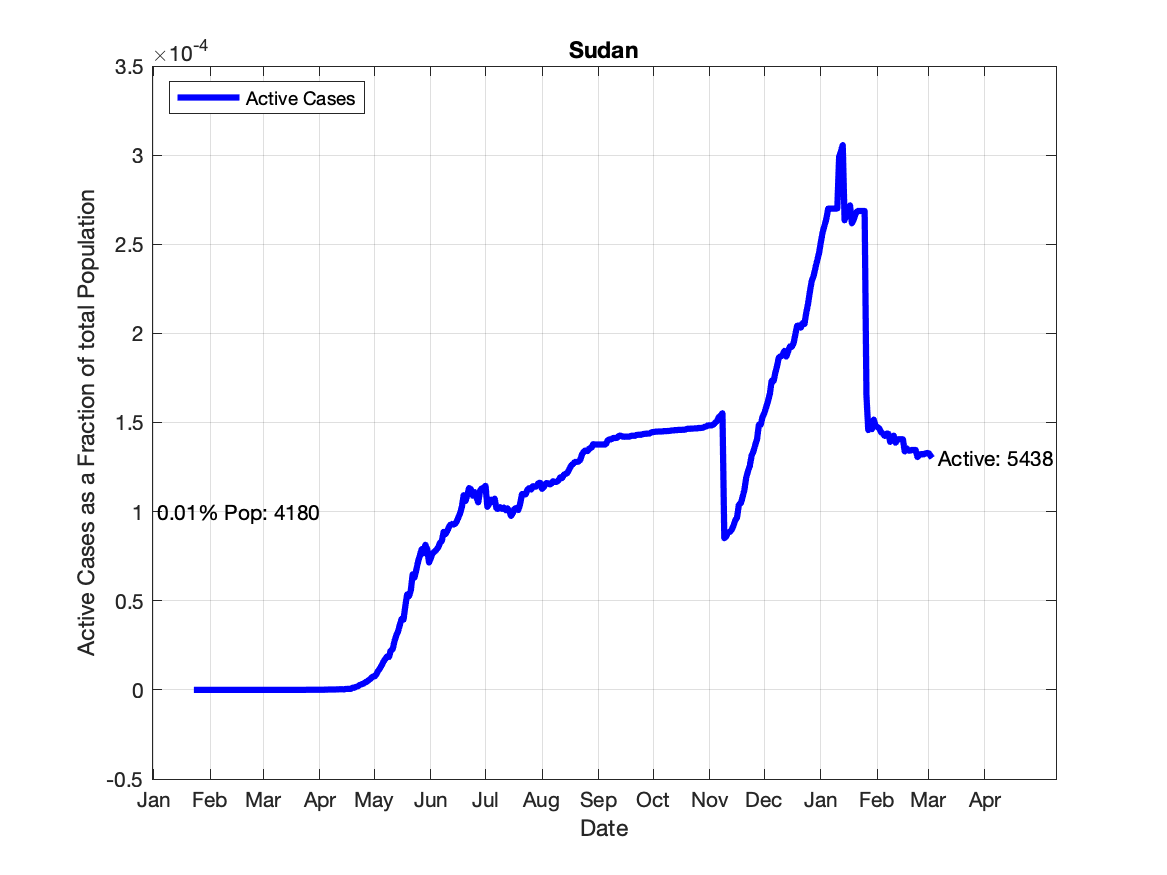 Sudan
×10-4
3.5
3
2.5
2
1.5
1
0.5
0
-0.5
Active Cases as a Fraction of total Population
Active Cases
0.01% Pop: 4180
Active: 5438
Jan Feb Mar Apr May Jun Jul Aug Sep Oct Nov Dec Jan Feb Mar Apr
Date